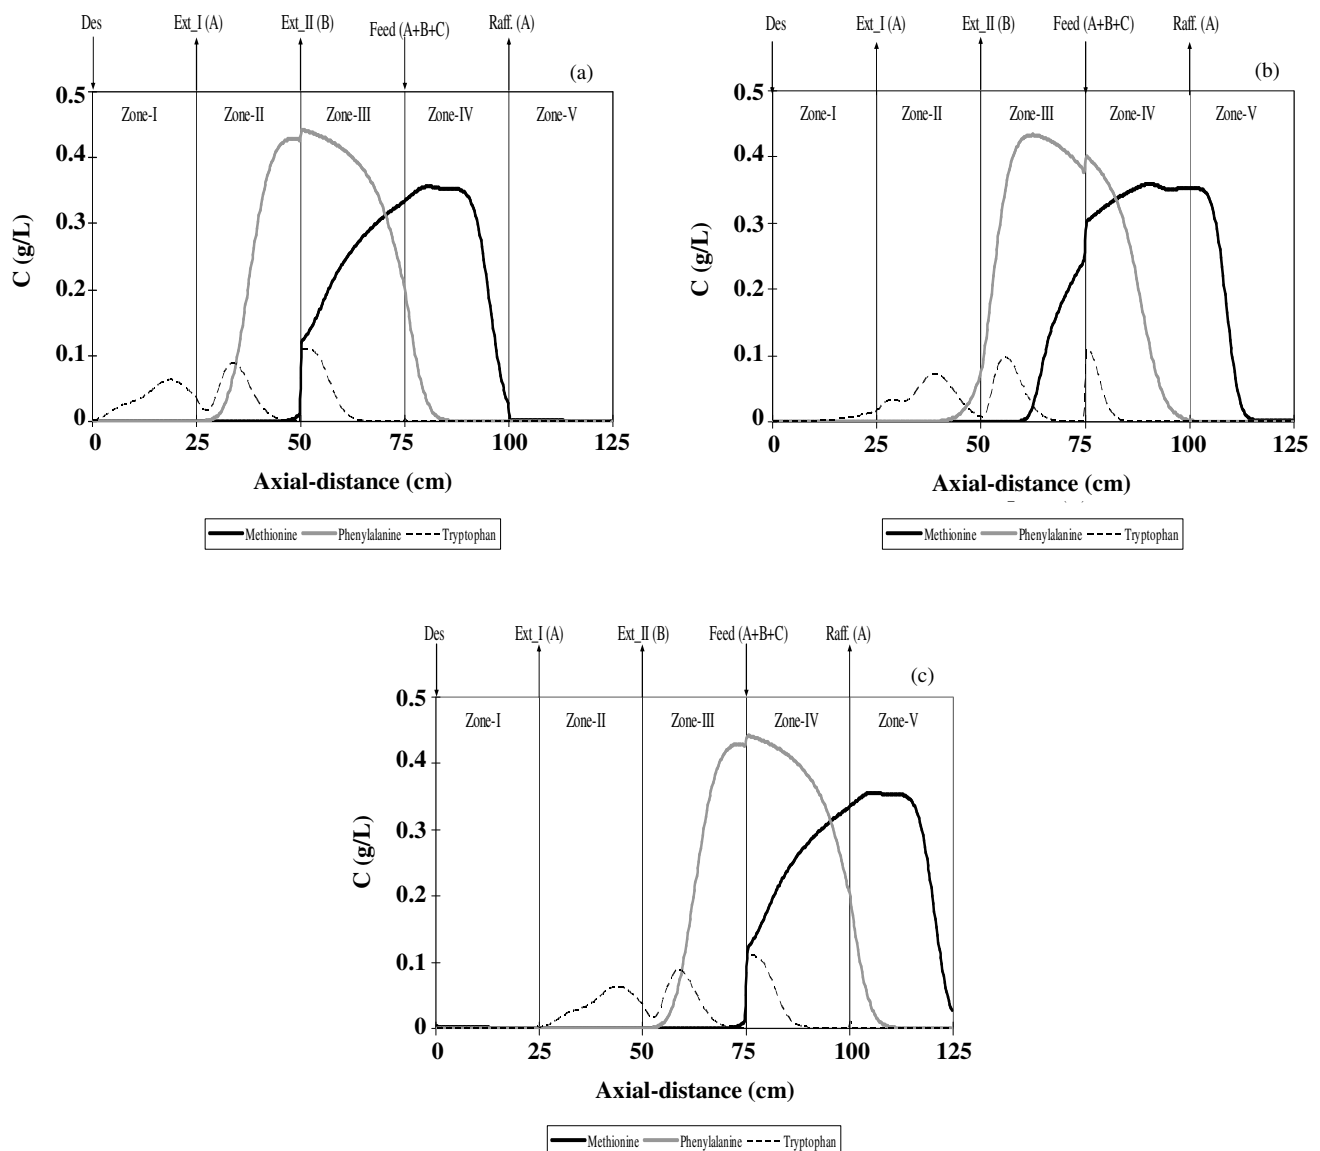 Des Ext_I (A) Ext_II (B) Feed (A+B+C) Raff. (A)
(a)
0.5
Zone-I Zone-II Zone-III Zone-IV Zone-V
0.4
0.3
0.2
0.1
0
C (g/L)
0 25 50 75 100 125
Axial-distance (cm)
Methionine Phenylalanine Tryptophan
Des Ext_I (A) Ext_II (B) Feed (A+B+C) Raff. (A)
(b)
0.5
Zone-I Zone-II Zone-III Zone-IV Zone-V
0.4
0.3
0.2
0.1
0
C (g/L)
0 25 50 75 100 125
Axial-distance (cm)
Methionine Phenylalanine Tryptophan
Des Ext_I (A) Ext_II (B) Feed (A+B+C) Raff. (A)
(c)
0.5
Zone-I Zone-II Zone-III Zone-IV Zone-V
0.4
0.3
0.2
0.1
0
C (g/L)
0 25 50 75 100 125
Axial-distance (cm)
Methionine Phenylalanine Tryptophan